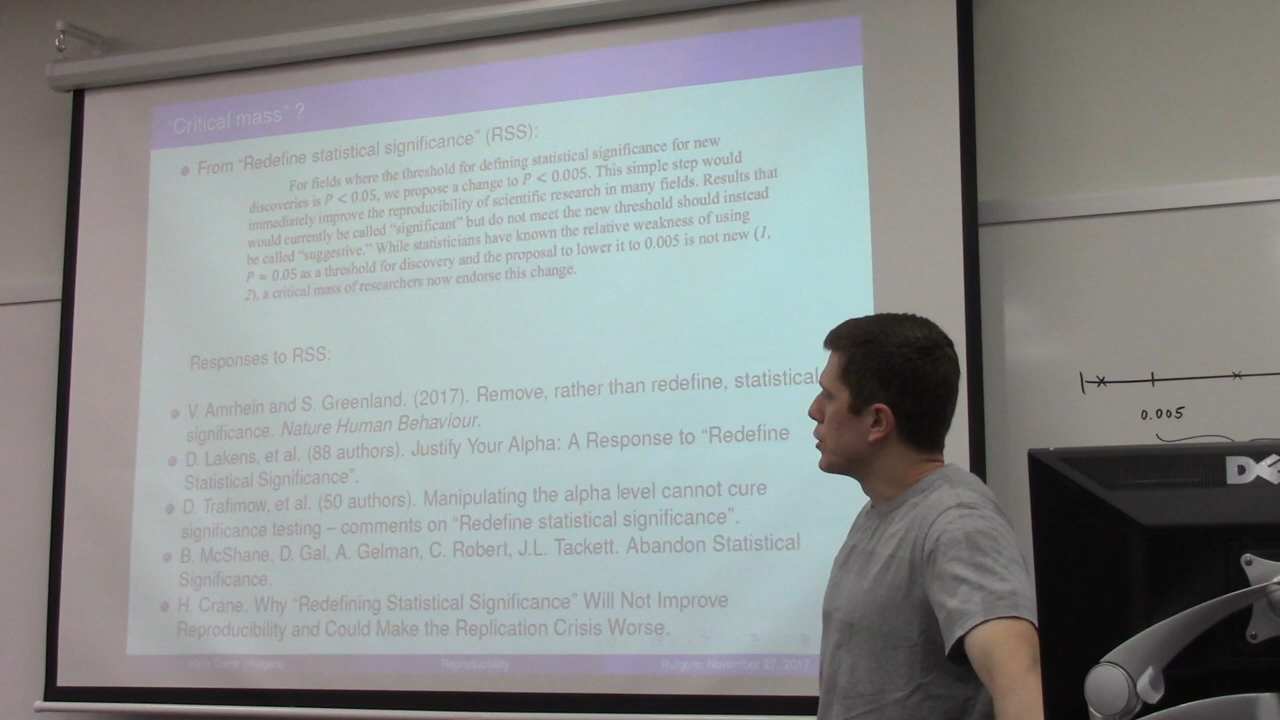 "Critical mass" ?
From "Redefine statistical significance" (RSS):
For fields where the threshold for defining statistical significance for new
discoveries is P < 0.05, we propose a change to P < 0.005. This simple step would
immediately improve the reproducibility of scientific research in many fields. Results that
would currently be called "significant" but do not meet the new threshold should instead
be called "suggestive." While statisticians have known the relative weakness of using
P ≈ 0.05 as a threshold for discovery and the proposal to lower it to 0.005 is not new (1,
2), a critical mass of researchers now endorse this change.
Responses to RSS:
V. Amrhein and S. Greenland. (2017). Remove, rather than redefine, statistical
significance. Nature Human Behaviour.
D. Lakens, et al. (88 authors). Justify Your Alpha: A Response to "Redefine
Statistical Significance".
D. Trafimow, et al. (50 authors). Manipulating the alpha level cannot cure
significance testing – comments on "Redefine statistical significance".
B. McShane, D. Gal, A. Gelman, C. Robert, J.L. Tackett. Abandon Statistical
Significance.
H. Crane. Why "Redefining Statistical Significance" Will Not Improve
Reproducibility and Could Make the Replication Crisis Worse.
Harry Crane (Rutgers)
Reproducibility
Rutgers: November 27, 2017
0.005
DE